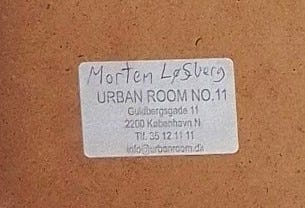 Morten Løsberg
URBAN ROOM NO.11
Guldbergsgade 11
2200 København N
Tlf. 35 12 11 11
info@urbanroom.dk